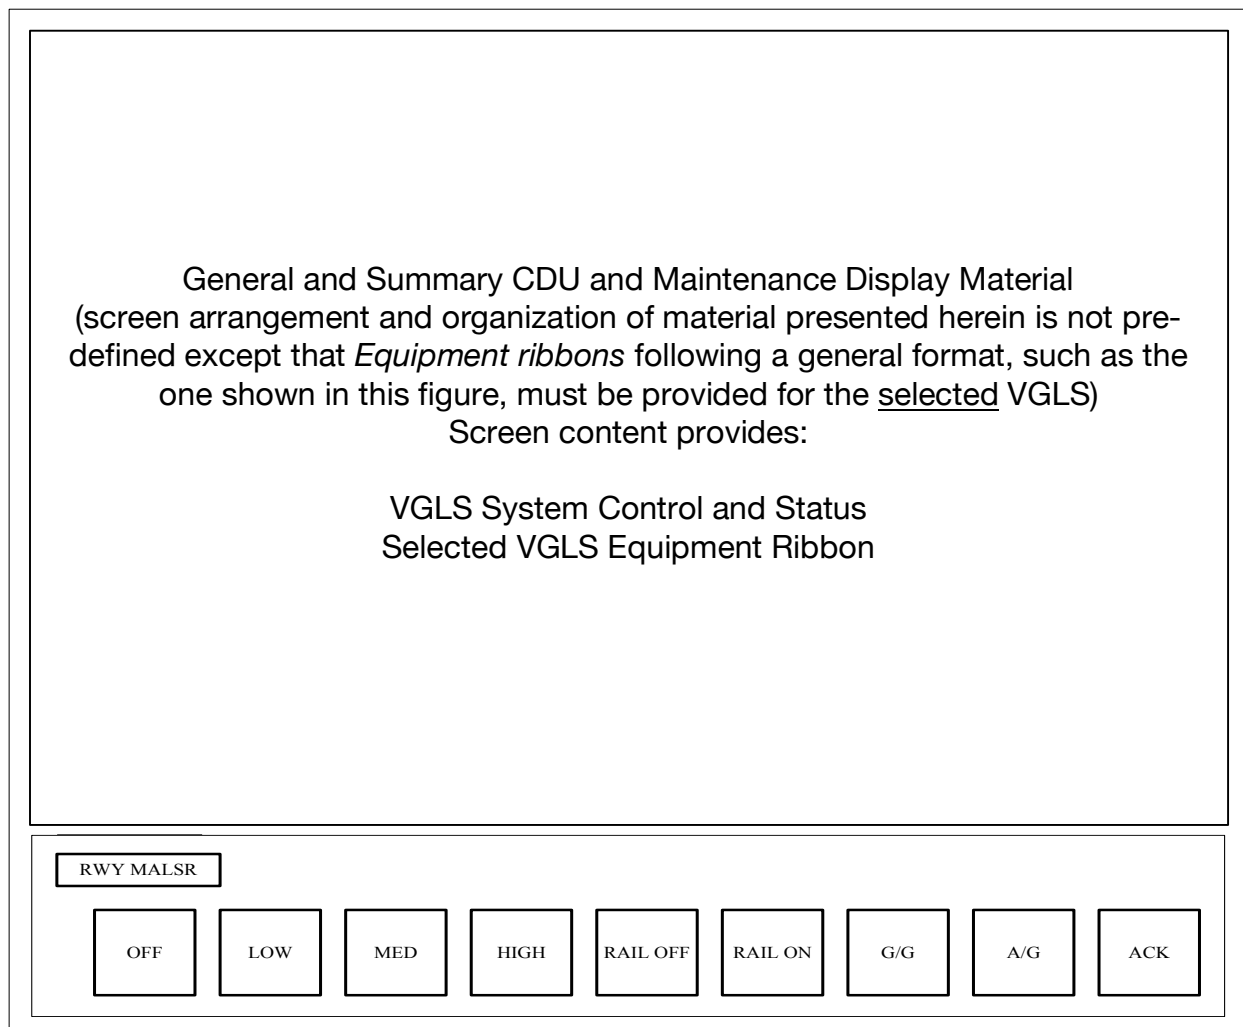 General and Summary CDU and Maintenance Display Material
(screen arrangement and organization of material presented herein is not pre-
defined except that Equipment ribbons following a general format, such as the
one shown in this figure, must be provided for the selected VGLS)
Screen content provides:
VGLS System Control and Status
Selected VGLS Equipment Ribbon
RWY MALSR
OFF LOW MED HIGH RAIL OFF RAIL ON G/G A/G ACK